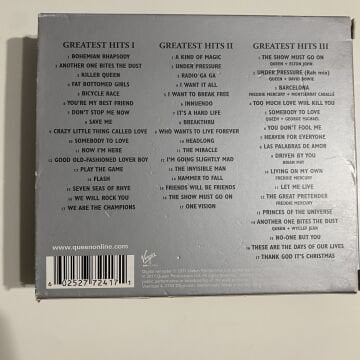 GREATEST HITS I
1 BOHEMIAN RHAPSODY
2 ANOTHER ONE BITES THE DUST
3 KILLER QUEEN
4 FAT BOTTOMED GIRLS
5 BICYCLE RACE
6 YOU'RE MY BEST FRIEND
7 DON'T STOP ME NOW
8 SAVE ME
9 CRAZY LITTLE THING CALLED LOVE
10 SOMEBODY TO LOVE
11 NOW I'M HERE
12 GOOD OLD-FASHIONED LOVER BOY
13 PLAY THE GAME
14 FLASH
15 SEVEN SEAS OF RHYE
16 WE WILL ROCK YOU
17 WE ARE THE CHAMPIONS
GREATEST HITS II
1 A KIND OF MAGIC
2 UNDER PRESSURE
3 RADIO GA GA
4 I WANT IT ALL
5 I WANT TO BREAK FREE
6 INNUENDO
7 IT'S A HARD LIFE
8 BREAKTHRU
9 WHO WANTS TO LIVE FOREVER
10 HEADLONG
11 THE MIRACLE
12 I'M GOING SLIGHTLY MAD
13 THE INVISIBLE MAN
14 HAMMER TO FALL
15 FRIENDS WILL BE FRIENDS
16 THE SHOW MUST GO ON
17 ONE VISION
GREATEST HITS III
1 THE SHOW MUST GO ON
QUEEN + ELTON JOHN
2 UNDER PRESSURE (Rah mix)
QUEEN + DAVID BOWIE
3 BARCELONA
FREDDIE MERCURY + MONTSERRAT CABALLÉ
4 TOO MUCH LOVE WILL KILL YOU
5 SOMEBODY TO LOVE
QUEEN + GEORGE MICHAEL
6 YOU DON'T FOOL ME
7 HEAVEN FOR EVERYONE
8 LAS PALABRAS DE AMOR
9 DRIVEN BY YOU
BRIAN MAY
10 LIVING ON MY OWN
FREDDIE MERCURY
11 LET ME LIVE
12 THE GREAT PRETENDER
FREDDIE MERCURY
13 PRINCES OF THE UNIVERSE
14 ANOTHER ONE BITES THE DUST
QUEEN + WYCLEF JEAN
15 NO-ONE BUT YOU
16 THESE ARE THE DAYS OF OUR LIVES
17 THANK GOD IT'S CHRISTMAS
www.queenonline.com
6 02527 72417 1
Virgin